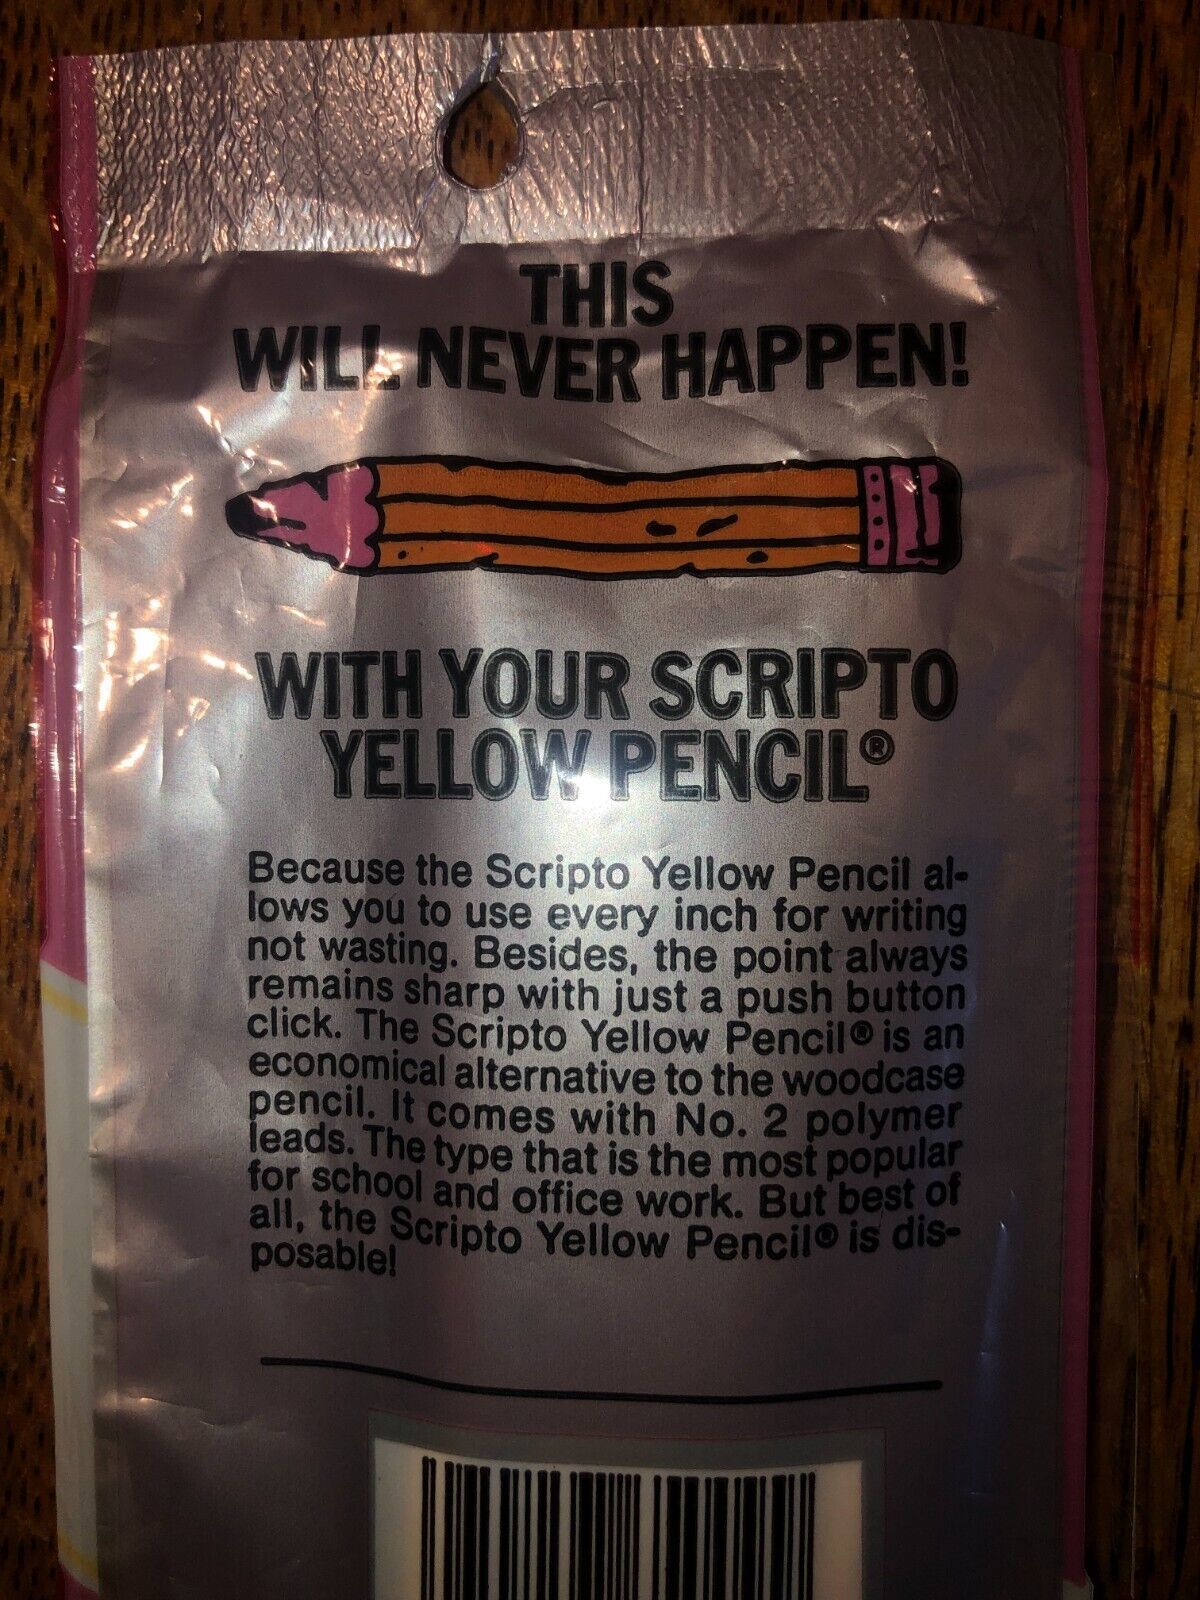 THIS
WILL NEVER HAPPEN!
WITH YOUR SCRIPTO
YELLOW PENCIL®
Because the Scripto Yellow Pencil al-
lows you to use every inch for writing
not wasting. Besides, the point always
remains sharp with just a push button
click. The Scripto Yellow Pencil® is an
economical alternative to the woodcase
pencil. It comes with No. 2 polymer
leads. The type that is the most popular
for school and office work. But best of
all, the Scripto Yellow Pencil® is dis-
posable!